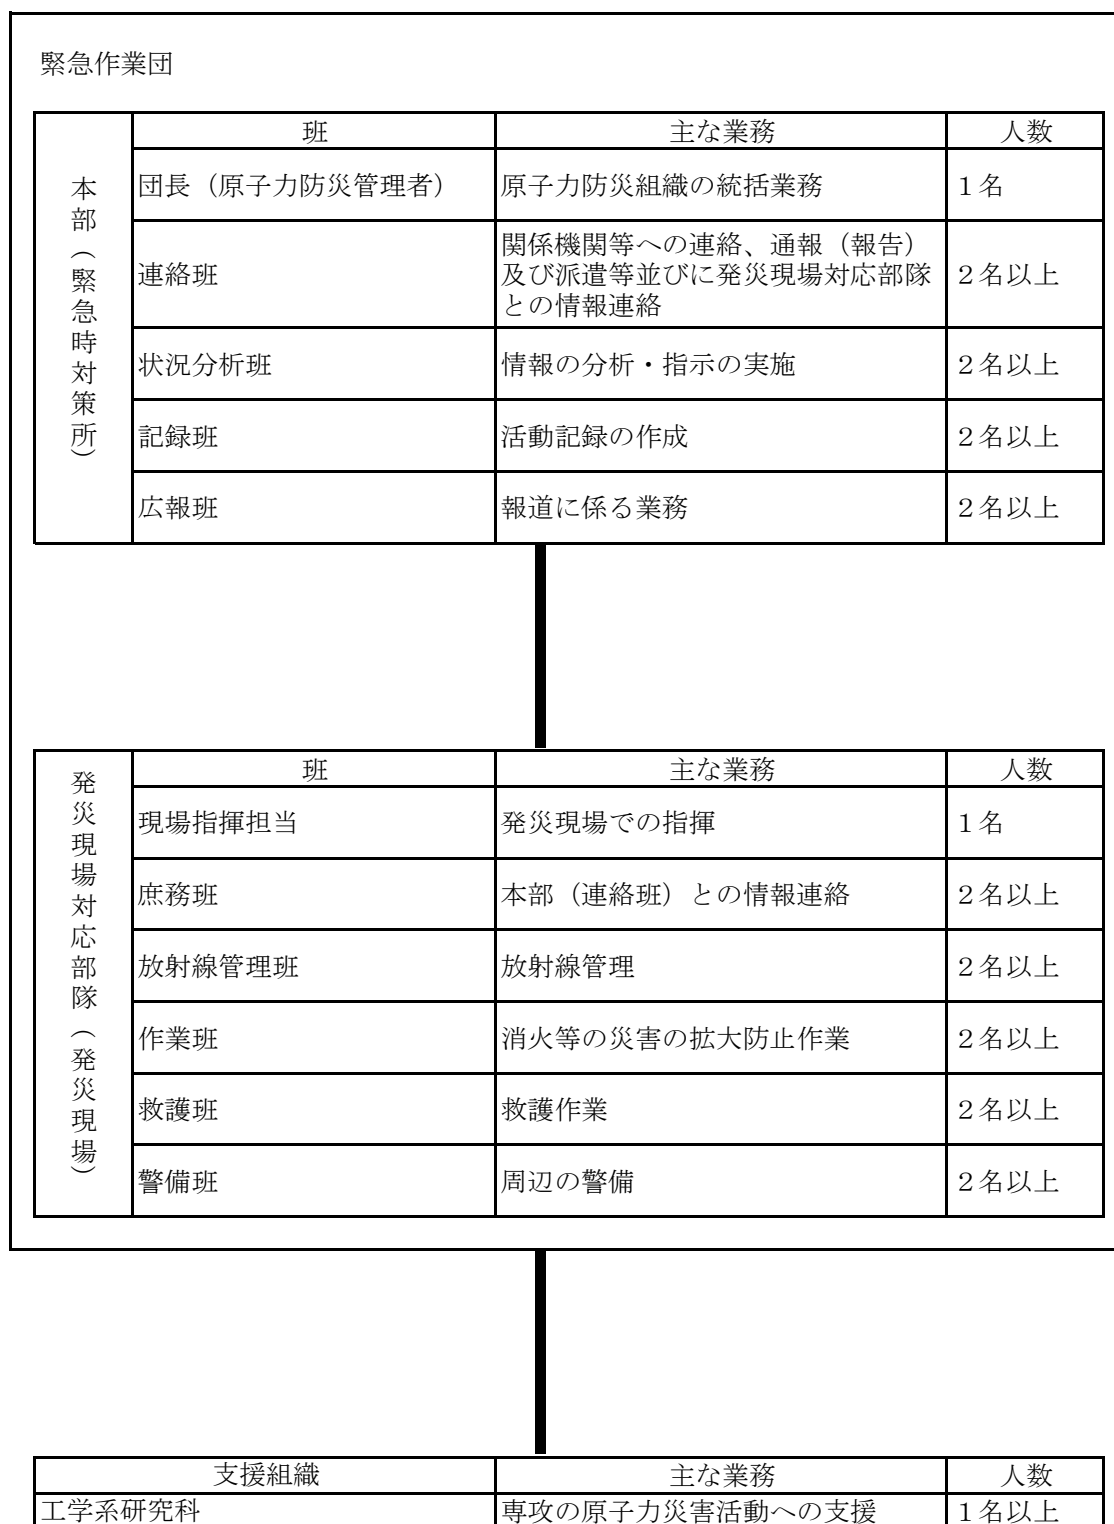 緊急作業団
本部(緊急時対策所)
班 主な業務 人数
団長(原子力防災管理者) 原子力防災組織の統括業務 1名
連絡班 関係機関等への連絡、通報(報告)
及び派遣等並びに発災現場対応部隊 2名以上
との情報連絡
状況分析班 情報の分析・指示の実施 2名以上
記録班 活動記録の作成 2名以上
広報班 報道に係る業務 2名以上
発災現場対応部隊(発災現場)
班 主な業務 人数
現場指揮担当 発災現場での指揮 1名
庶務班 本部(連絡班)との情報連絡 2名以上
放射線管理班 放射線管理 2名以上
作業班 消火等の災害の拡大防止作業 2名以上
救護班 救護作業 2名以上
警備班 周辺の警備 2名以上
支援組織 主な業務 人数
工学系研究科 専攻の原子力災害活動への支援 1名以上